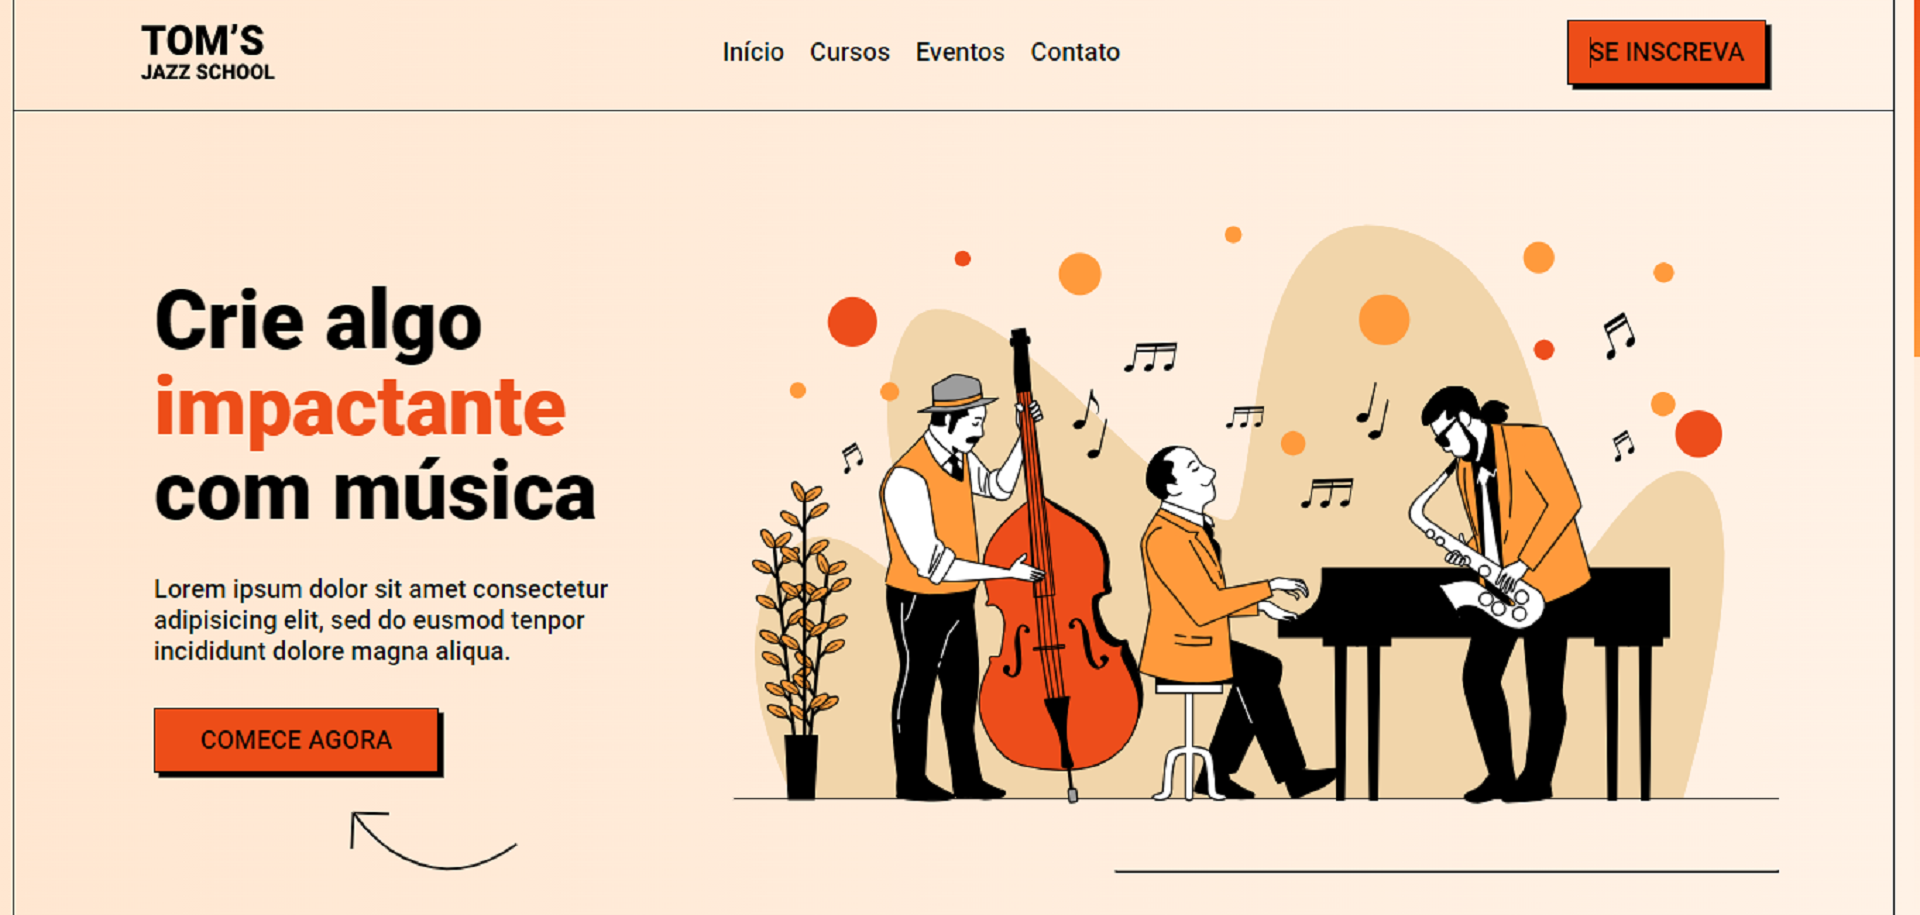 TOM’S
JAZZ SCHOOL
Início Cursos Eventos Contato
SE INSCREVA
Crie algo
impactante
com música
Lorem ipsum dolor sit amet consectetur
adipisicing elit, sed do eusmod tenpor
incididunt dolore magna aliqua.
COMECE AGORA